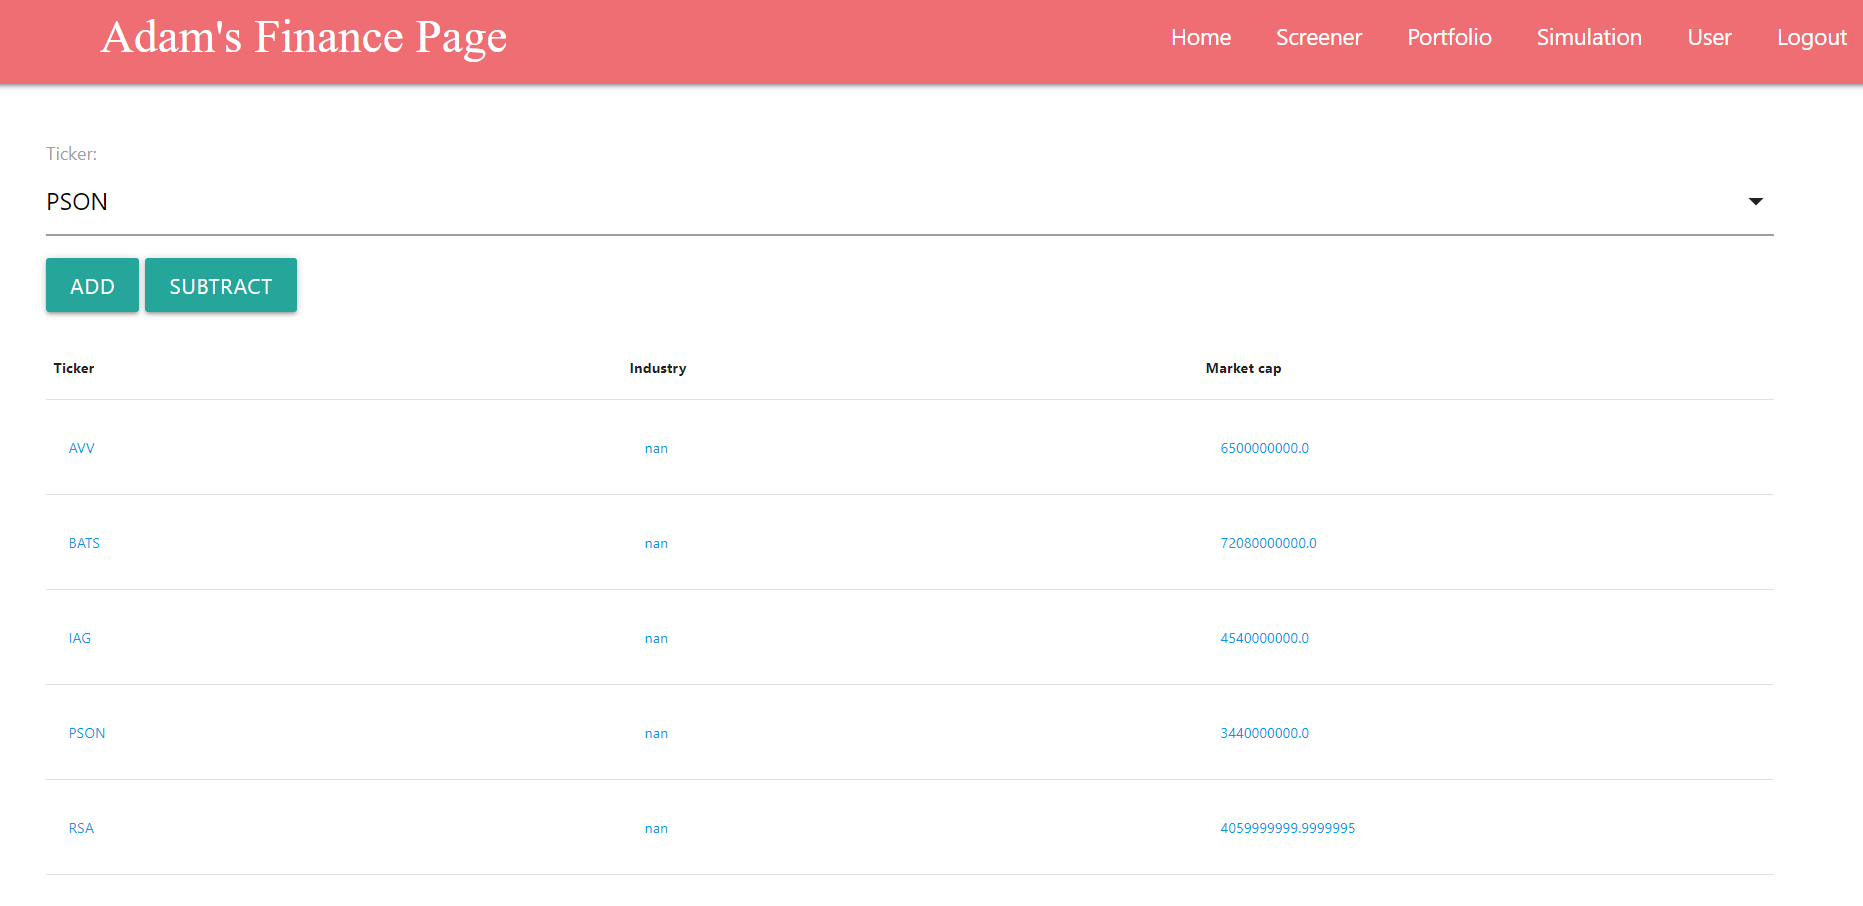 Adam's Finance Page Home Screener Portfolio Simulation User Logout
Ticker:
PSON
ADD SUBTRACT
Ticker Industry Market cap
AVV nan 6500000000.0
BATS nan 72080000000.0
IAG nan 4540000000.0
PSON nan 3440000000.0
RSA nan 4059999999.9999995